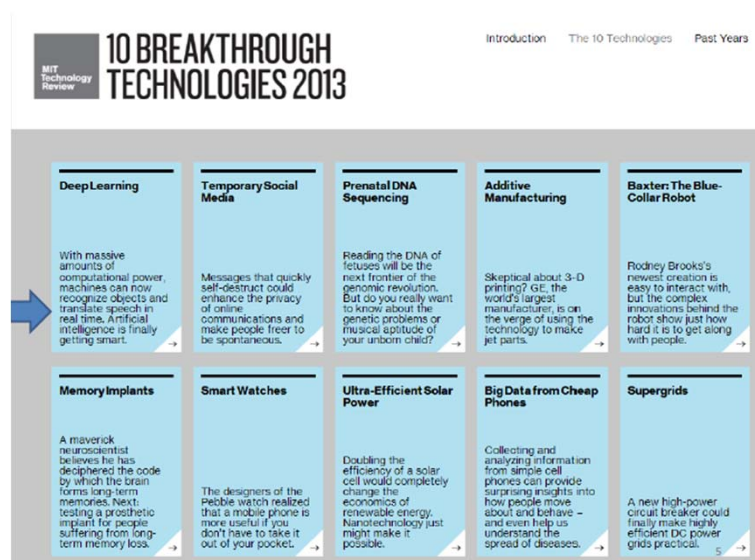 MIT
Technology
Review
10 BREAKTHROUGH
TECHNOLOGIES 2013
Introduction The 10 Technologies Past Years
Deep Learning
With massive
amounts of
computational power,
machines can now
recognize objects and
translate speech in
real time. Artificial
intelligence is finally
getting smart.
Temporary Social
Media
Messages that quickly
self-destruct could
enhance the privacy
of online
communications and
make people freer to
be spontaneous.
Prenatal DNA
Sequencing
Reading the DNA of
fetuses will be the
next frontier of the
genomic revolution.
But do you really want
to know about the
genetic problems or
musical aptitude of
your unborn child?
Additive
Manufacturing
Skeptical about 3-D
printing? GE, the
world's largest
manufacturer, is on
the verge of using the
technology to make
jet parts.
Baxter: The Blue-
Collar Robot
Rodney Brooks's
newest creation is
easy to interact with,
but the complex
innovations behind the
robot show just how
hard it is to get along
with people.
Memory Implants
A maverick
neuroscientist
believes he has
deciphered the code
by which the brain
forms long-term
memories. Next:
testing a prosthetic
implant for people
suffering from long-
term memory loss.
Smart Watches
The designers of the
Pebble watch realized
that a mobile phone is
more useful if you
don't have to take it
out of your pocket.
Ultra-Efficient Solar
Power
Doubling the
efficiency of a solar
cell would completely
change the
economics of
renewable energy.
Nanotechnology just
might make it
possible.
Big Data from Cheap
Phones
Collecting and
analyzing information
from simple cell
phones can provide
surprising insights into
how people move
about and behave –
and even help us
understand the
spread of diseases.
Supergrids
A new high-power
circuit breaker could
finally make highly
efficient DC power
grids practical.
5